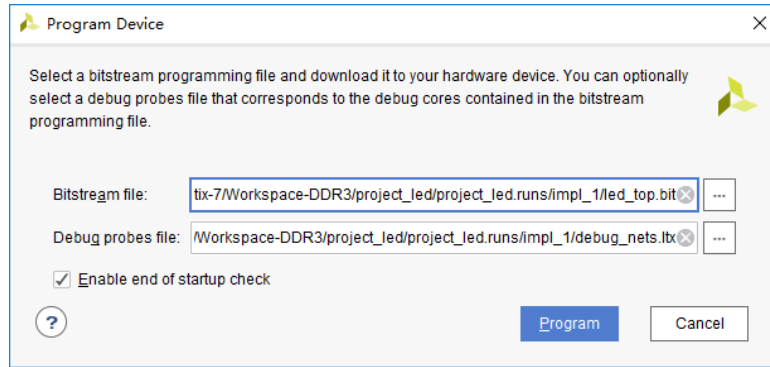 Program Device
Select a bitstream programming file and download it to your hardware device. You can optionally
select a debug probes file that corresponds to the debug cores contained in the bitstream
programming file.
Bitstream file: tix-7/Workspace-DDR3/project_led/project_led.runs/impl_1/led_top.bit ...
Debug probes file: /Workspace-DDR3/project_led/project_led.runs/impl_1/debug_nets.ltx ...
Enable end of startup check
? Program Cancel